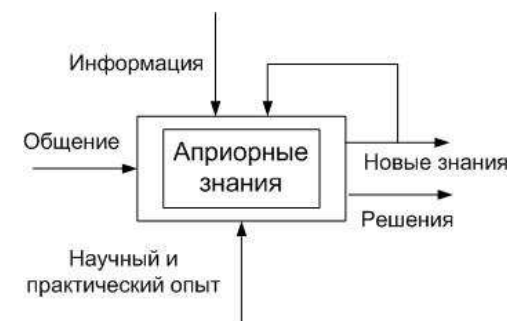 Информация
Общение
Априорные
знания
Новые знания
Решения
Научный и
практический опыт